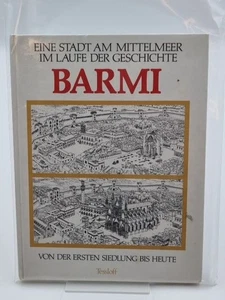 EINE STADT AM MITTELMEER
IM LAUFE DER GESCHICHTE
BARMI
VON DER ERSTEN SIEDLUNG BIS HEUTE
Tessloff